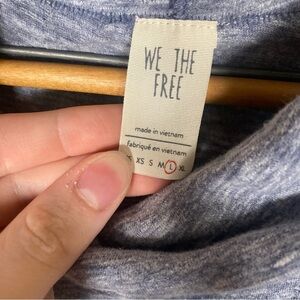 WE THE
FREE
made in vietnam
fabriqué en vietnam
XS S M L XL